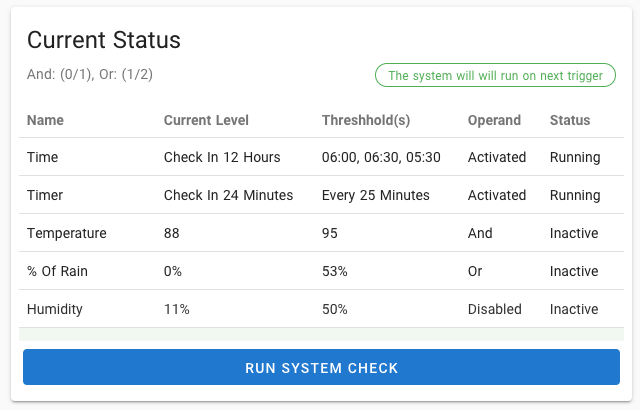 Current Status
And: (0/1), Or: (1/2)
The system will will run on next trigger
Name Current Level Threshhold(s) Operand Status
Time Check In 12 Hours 06:00, 06:30, 05:30 Activated Running
Timer Check In 24 Minutes Every 25 Minutes Activated Running
Temperature 88 95 And Inactive
% Of Rain 0% 53% Or Inactive
Humidity 11% 50% Disabled Inactive
RUN SYSTEM CHECK